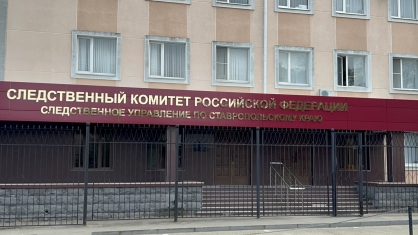 СЛЕДСТВЕННЫЙ КОМИТЕТ РОССИЙСКОЙ ФЕДЕРАЦИИ
СЛЕДСТВЕННОЕ УПРАВЛЕНИЕ ПО СТАВРОПОЛЬСКОМУ КРАЮ